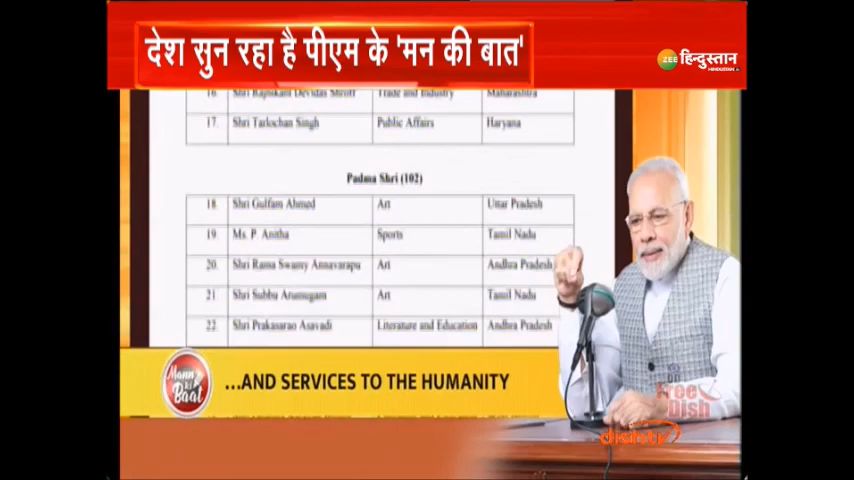 देश सुन रहा है पीएम के 'मन की बात'
ZEE हिन्दुस्तान
HINDUSTAN
16. Shri Rajnikant Devidas Shroff Trade and Industry Maharashtra
17. Shri Tarlochan Singh Public Affairs Haryana
Padma Shri (102)
18. Shri Gulfam Ahmed Art Uttar Pradesh
19. Ms. P Anitha Sports Tamil Nadu
20. Shri Rama Swamy Annavarapu Art Andhra Pradesh
21. Shri Subbu Arumugam Art Tamil Nadu
22. Shri Prakasarao Asavadi Literature and Education Andhra Pradesh
Mann
ki
Baat
...AND SERVICES TO THE HUMANITY
Free
Dish
dishtv